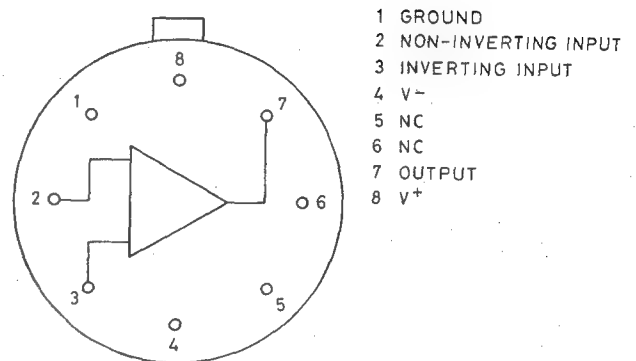 1 GROUND
2 NON-INVERTING INPUT
3 INVERTING INPUT
4 V-
5 NC
6 NC
7 OUTPUT
8 V+
8
1
7
2
6
3
5
4